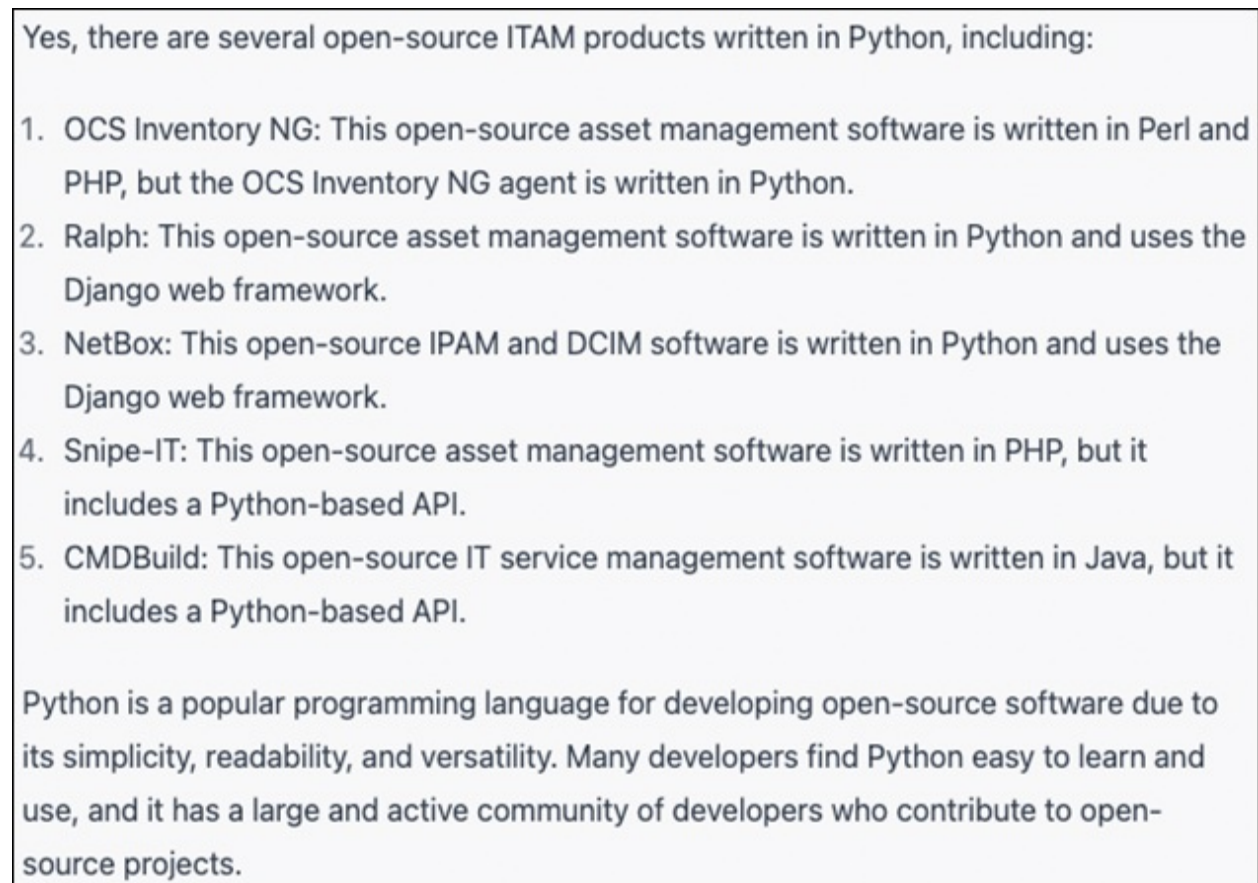 Yes, there are several open-source ITAM products written in Python, including:
1. OCS Inventory NG: This open-source asset management software is written in Perl and
PHP, but the OCS Inventory NG agent is written in Python.
2. Ralph: This open-source asset management software is written in Python and uses the
Django web framework.
3. NetBox: This open-source IPAM and DCIM software is written in Python and uses the
Django web framework.
4. Snipe-IT: This open-source asset management software is written in PHP, but it
includes a Python-based API.
5. CMDBuild: This open-source IT service management software is written in Java, but it
includes a Python-based API.
Python is a popular programming language for developing open-source software due to
its simplicity, readability, and versatility. Many developers find Python easy to learn and
use, and it has a large and active community of developers who contribute to open-
source projects.